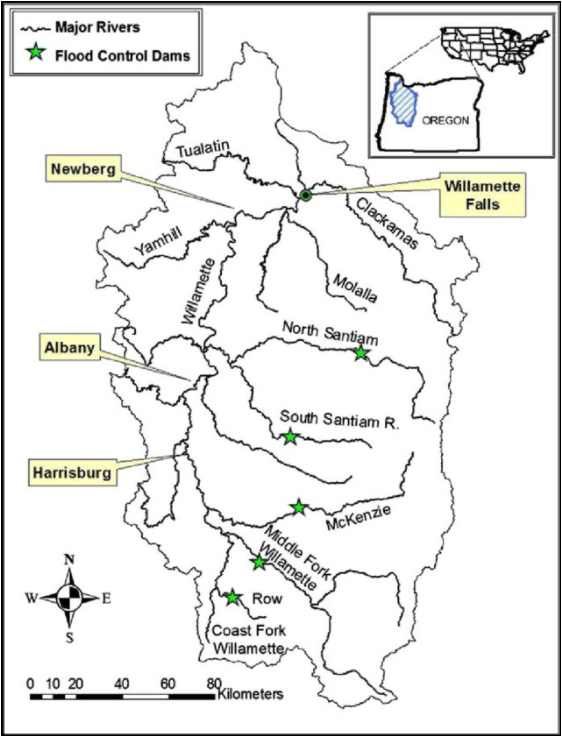 Major Rivers
Flood Control Dams
OREGON
Tualatin
Newberg
Willamette
Falls
Clackamas
Yamhill
Willamette
Molalla
North Santiam
Albany
South Santiam R.
Harrisburg
McKenzie
Middle Fork
Willamette
Row
Coast Fork
Willamette
N
W E
S
0 10 20 40 60 80
Kilometers